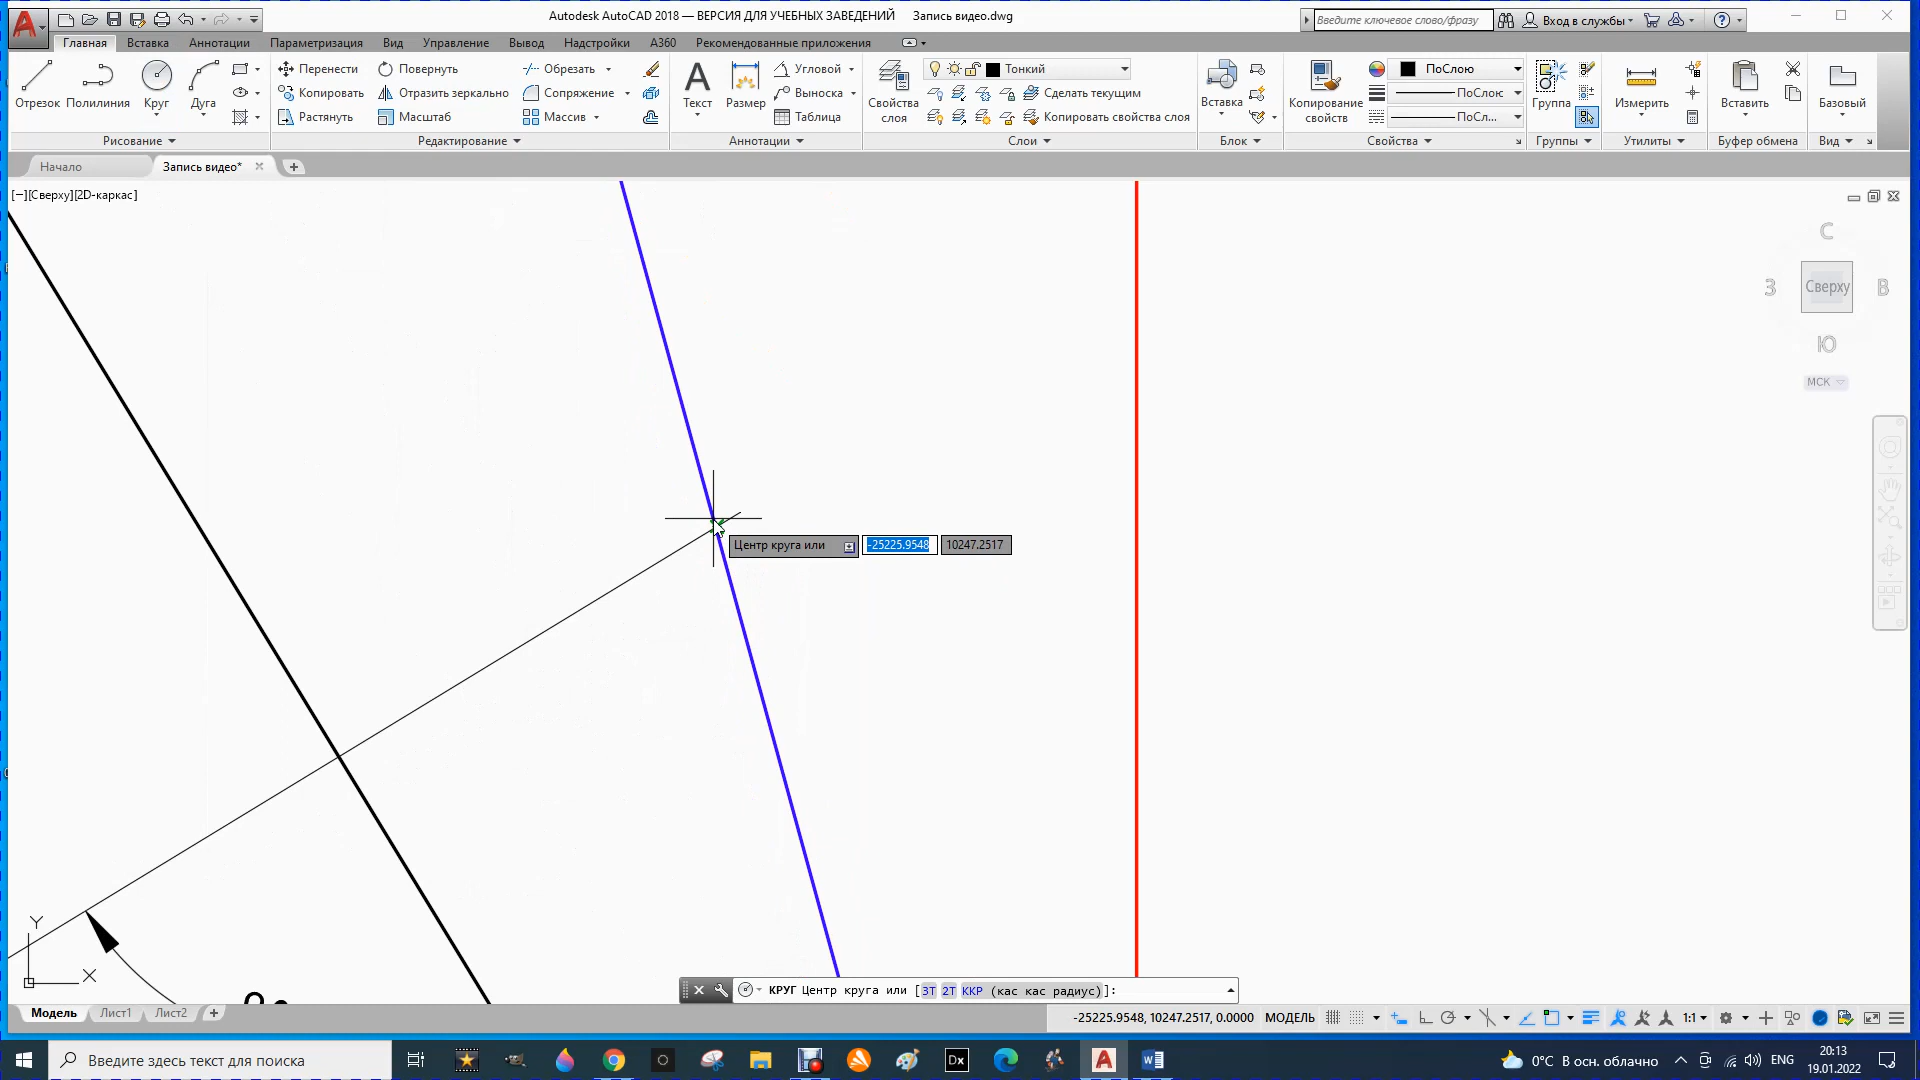 Autodesk AutoCAD 2018 — ВЕРСИЯ ДЛЯ УЧЕБНЫХ ЗАВЕДЕНИЙ Запись видео.dwg
Введите ключевое слово/фразу
Вход в службы
Главная Вставка Аннотации Параметризация Вид Управление Вывод Надстройки A360 Рекомендованные приложения
Отрезок Полилиния Круг Дуга
Перенести Повернуть Обрезать
Копировать Отразить зеркально Сопряжение
Растянуть Масштаб Массив
Текст Размер
Угловой
Выноска
Таблица
Свойства слоя
Тонкий
Сделать текущим
Копировать свойства слоя
Вставка
Копирование свойств
ПоСлою
ПоСлою
ПоСл...
Группа
Измерить
Вставить
Базовый
Рисование Редактирование Аннотации Слои Блок Свойства Группы Утилиты Буфер обмена Вид
Начало Запись видео*
[−][Сверху][2D-каркас]
С
З Сверху В
Ю
МСК
Центр круга или -25225.9548 10247.2517
Y
X
КРУГ Центр круга или [3Т 2Т ККР (кас кас радиус)]:
Модель Лист1 Лист2
-25225.9548, 10247.2517, 0.0000 МОДЕЛЬ 1:1
Введите здесь текст для поиска
Dx
0°C В осн. облачно
ENG
20:13
19.01.2022